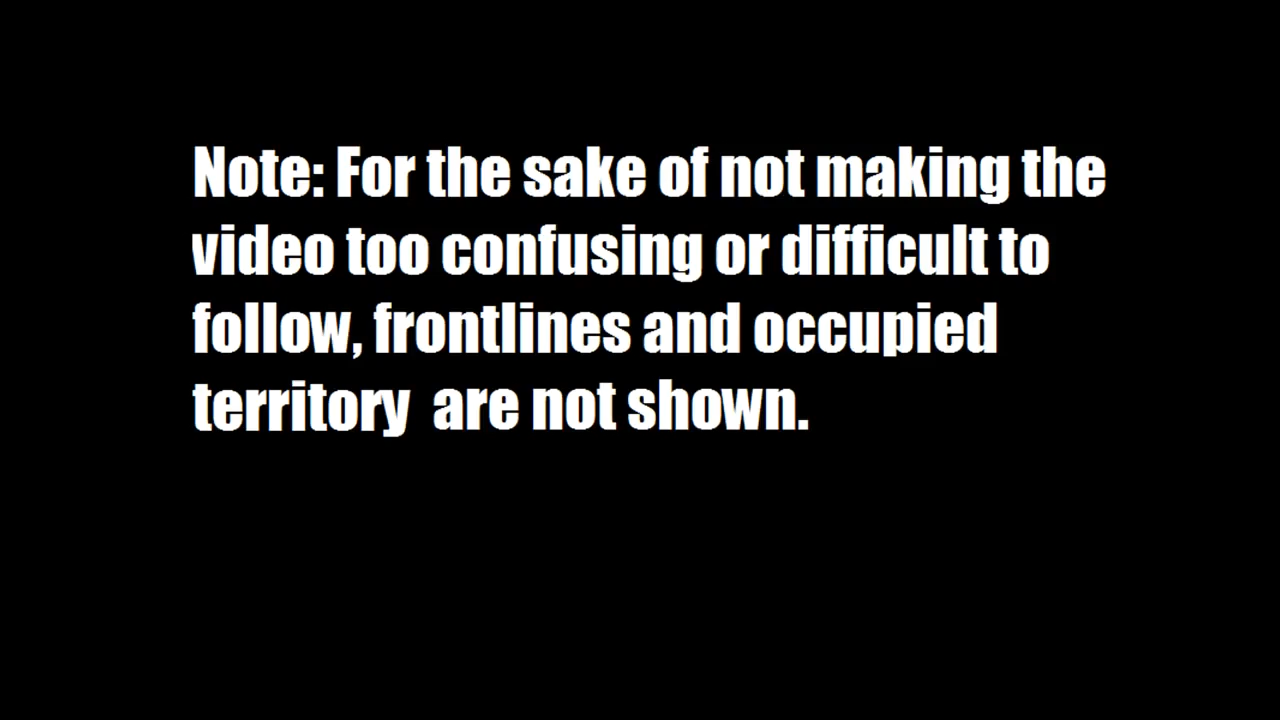 Note: For the sake of not making the
video too confusing or difficult to
follow, frontlines and occupied
territory  are not shown.